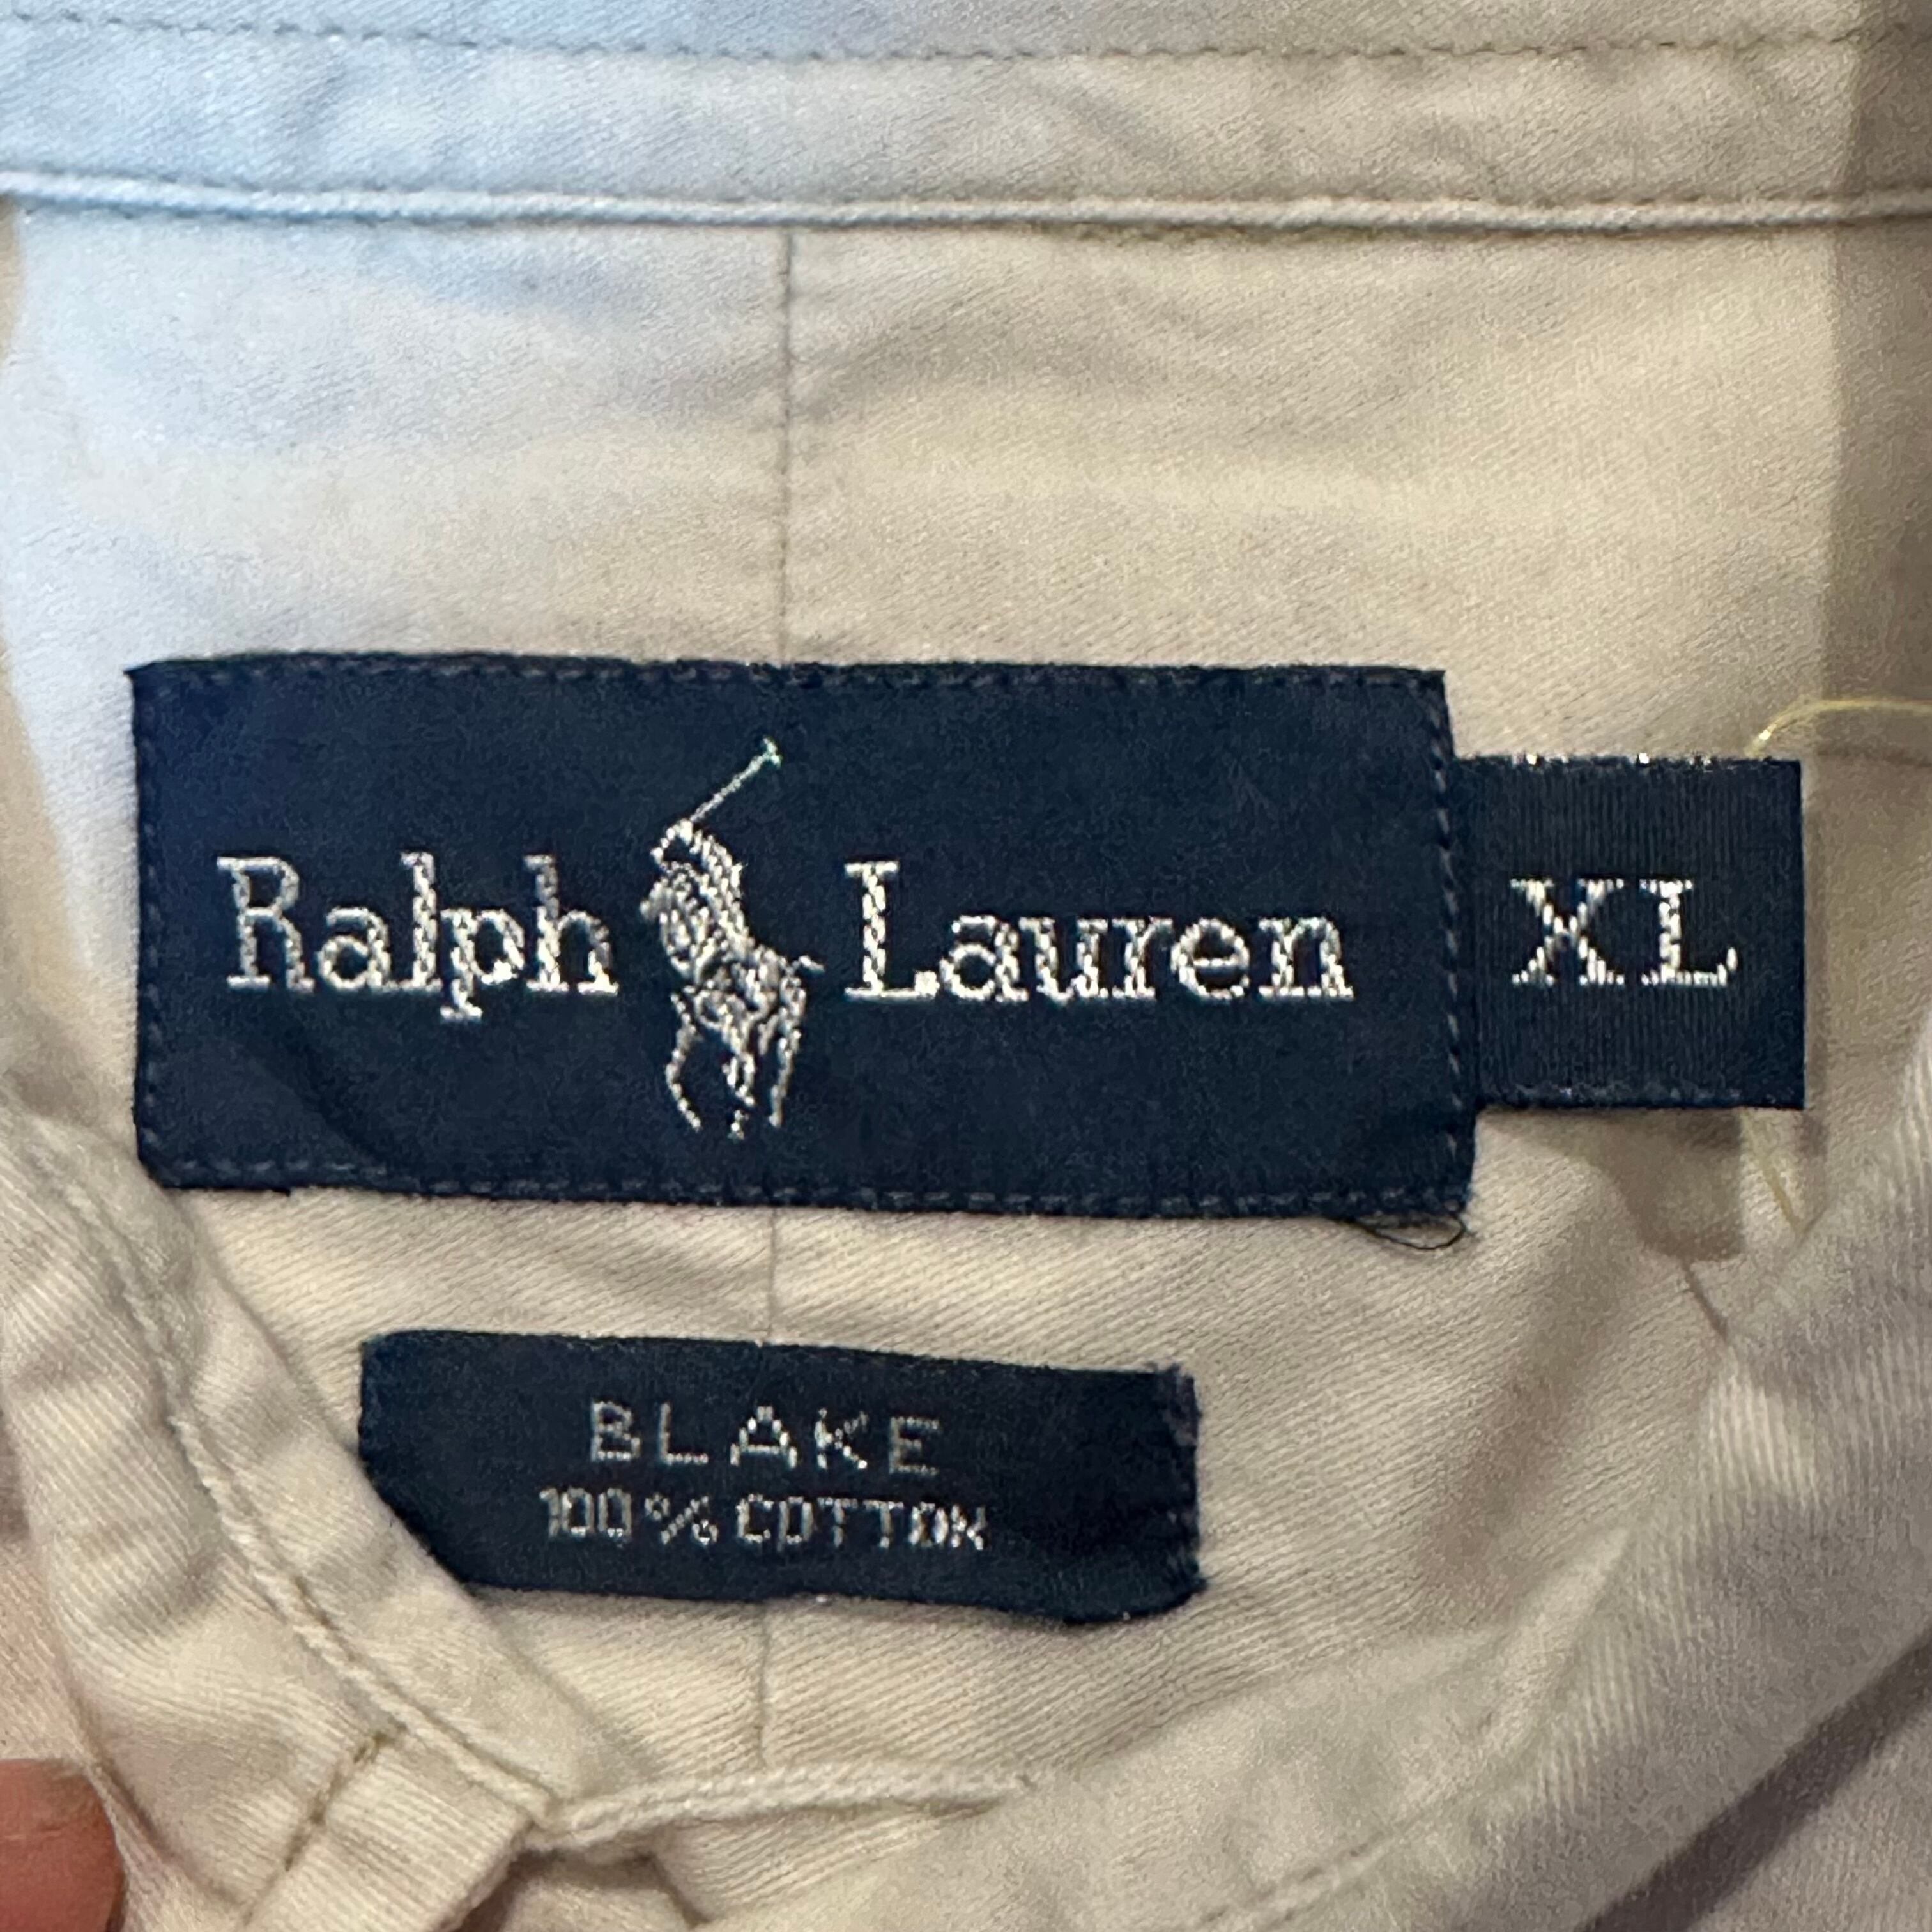 Ralph Lauren XL
BLAKE
100% COTTON